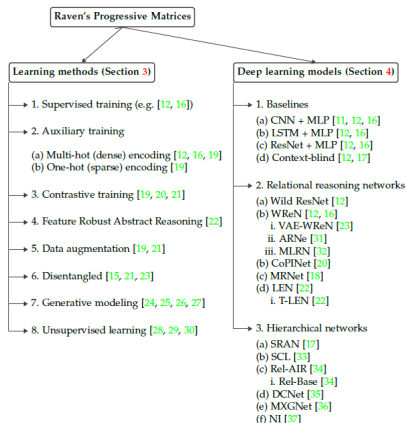 Raven's Progressive Matrices
Learning methods (Section 3)
1. Supervised training (e.g. [12, 16])
2. Auxiliary training
(a) Multi-hot (dense) encoding [12, 16, 19]
(b) One-hot (sparse) encoding [19]
3. Contrastive training [19, 20, 21]
4. Feature Robust Abstract Reasoning [22]
5. Data augmentation [19, 21]
6. Disentangled [15, 21, 23]
7. Generative modeling [24, 25, 26, 27]
8. Unsupervised learning [28, 29, 30]
Deep learning models (Section 4)
1. Baselines
(a) CNN + MLP [11, 12, 16]
(b) LSTM + MLP [12, 16]
(c) ResNet + MLP [12, 16]
(d) Context-blind [12, 17]
2. Relational reasoning networks
(a) Wild ResNet [12]
(b) WReN [12, 16]
i. VAE-WReN [23]
ii. ARNe [31]
iii. MLRN [32]
(b) CoPINet [20]
(c) MRNet [18]
(d) LEN [22]
i. T-LEN [22]
3. Hierarchical networks
(a) SRAN [17]
(b) SCL [33]
(c) Rel-AIR [34]
i. Rel-Base [34]
(d) DCNet [35]
(e) MXGNet [36]
(f) NI [37]